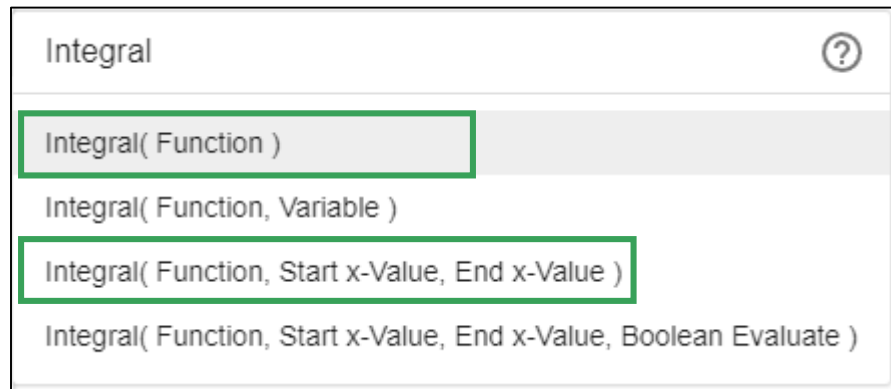 Integral
Integral( Function )
Integral( Function, Variable )
Integral( Function, Start x-Value, End x-Value )
Integral( Function, Start x-Value, End x-Value, Boolean Evaluate )